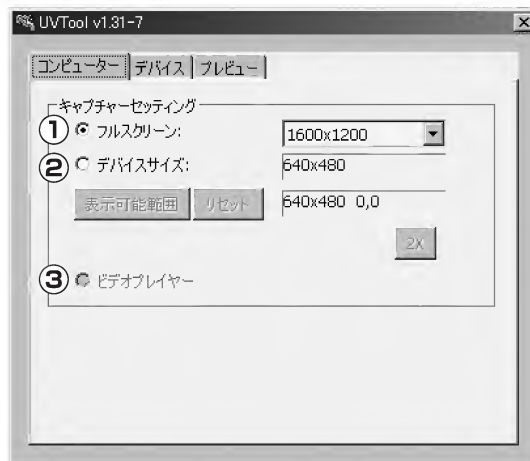 UVTool v1.31-7
コンピューター デバイス プレビュー
キャプチャーセッティング
① フルスクリーン: 1600x1200
② デバイスサイズ: 640x480
表示可能範囲 リセット 640x480 0,0
2X
③ ビデオプレイヤー